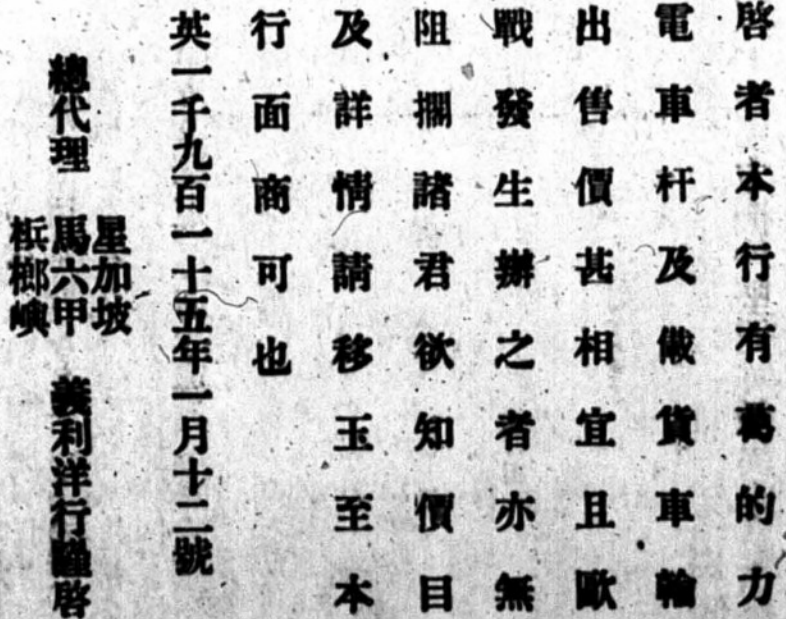 啓者本行有萬的力
電車杆及儎貨車輪
出售價甚相宜且歐
戰發生辦之者亦無
阻擱諸君欲知價目
及詳情請移玉至本
行面商可也
英一千九百一十五年一月十二號
總代理
星加坡
馬六甲
檳榔嶼
義利洋行謹啓